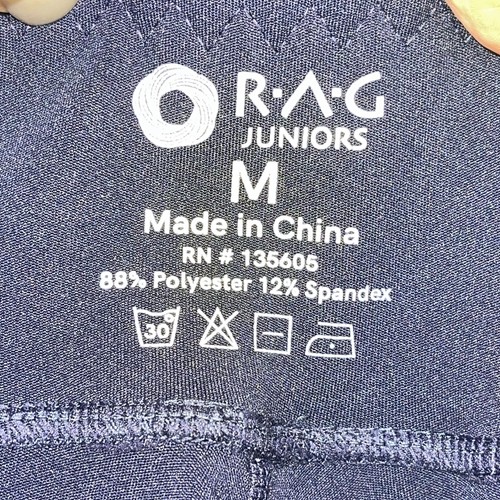 R·A·G
JUNIORS
M
Made in China
RN # 135605
88% Polyester 12% Spandex
30°